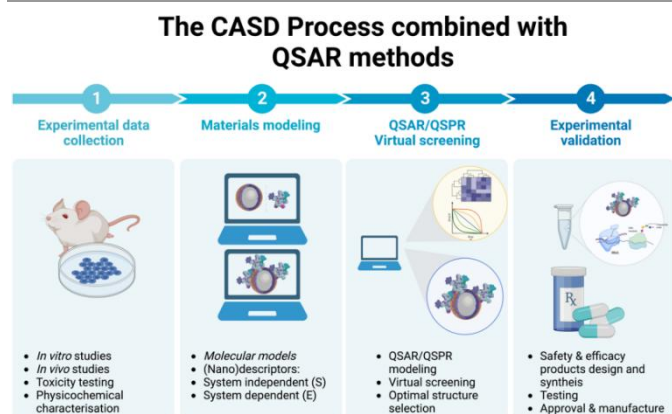 The CASD Process combined with
QSAR methods
1
2
3
4
Experimental data
collection
Materials modeling
QSAR/QSPR
Virtual screening
Experimental
validation
• In vitro studies
• In vivo studies
• Toxicity testing
• Physicochemical
characterisation
• Molecular models
• (Nano)descriptors:
• System independent (S)
• System dependent (E)
• QSAR/QSPR
modeling
• Virtual screening
• Optimal structure
selection
Rx
• Safety & efficacy
products design and
syntheis
• Testing
• Approval & manufacture